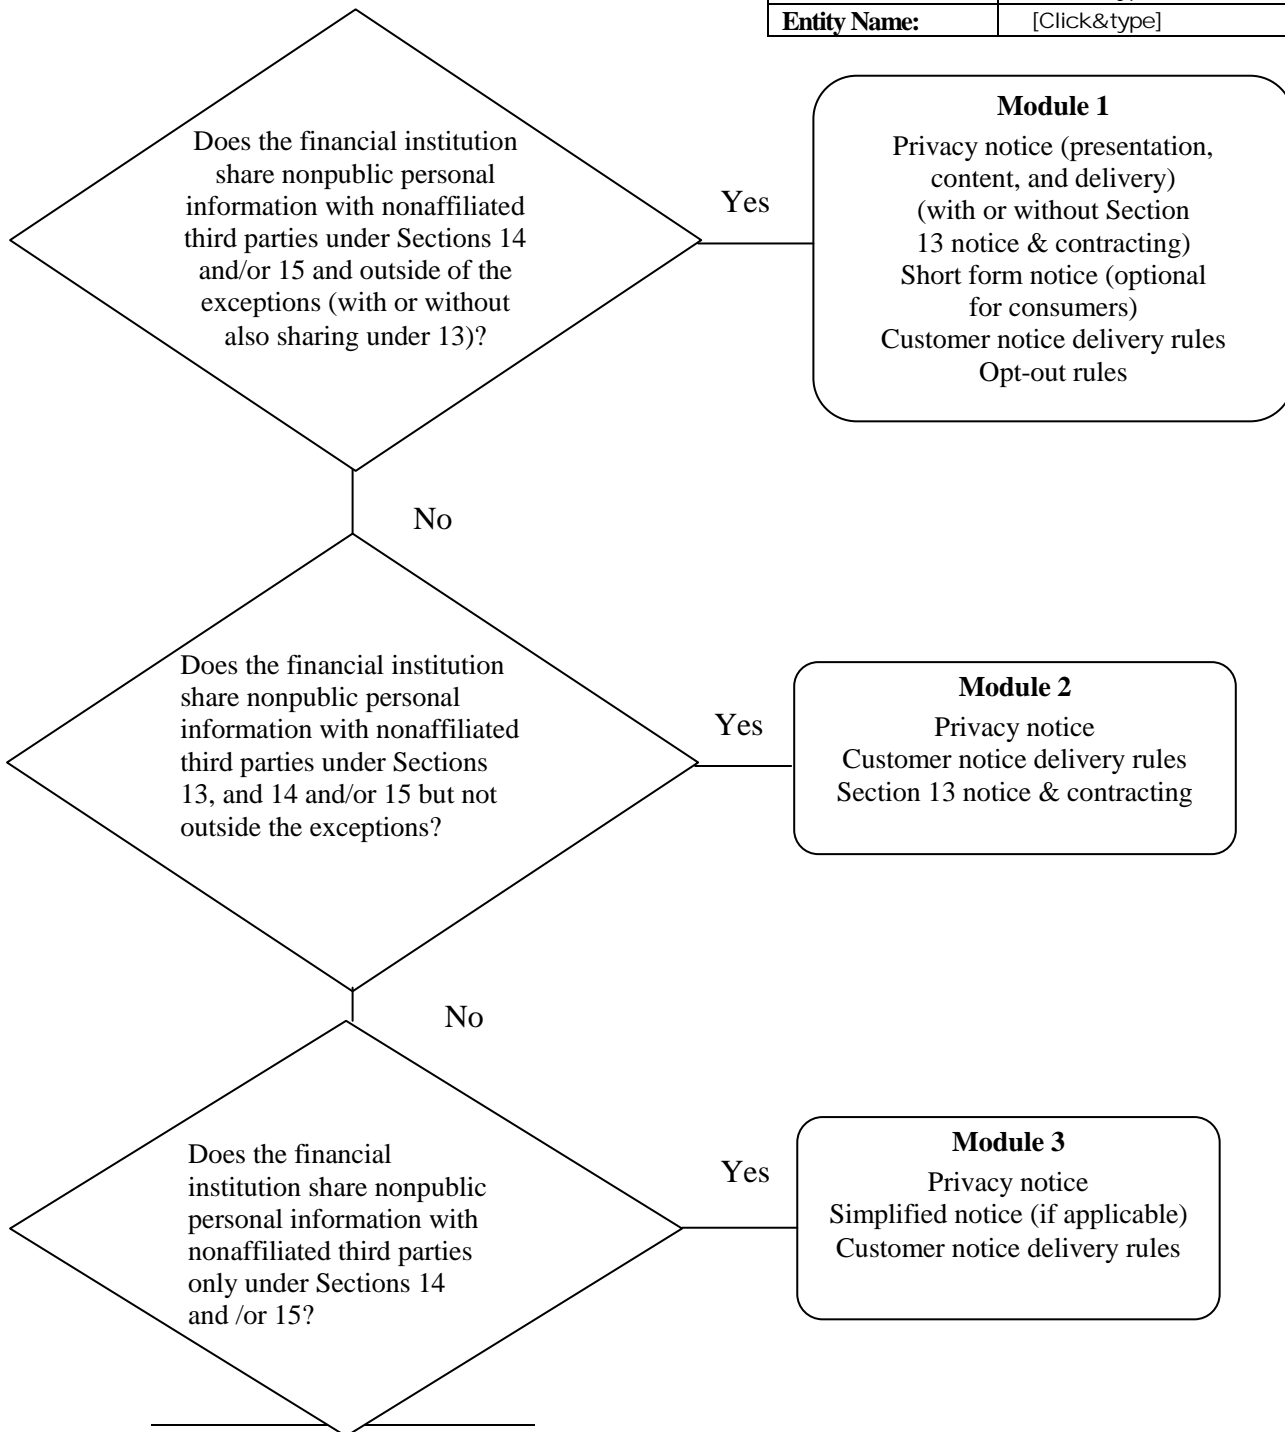 Entity Name: [Click&type]
Does the financial institution
share nonpublic personal
information with nonaffiliated
third parties under Sections 14
and/or 15 and outside of the
exceptions (with or without
also sharing under 13)?
Yes
Module 1
Privacy notice (presentation,
content, and delivery)
(with or without Section
13 notice & contracting)
Short form notice (optional
for consumers)
Customer notice delivery rules
Opt-out rules
No
Does the financial institution
share nonpublic personal
information with nonaffiliated
third parties under Sections
13, and 14 and/or 15 but not
outside the exceptions?
Yes
Module 2
Privacy notice
Customer notice delivery rules
Section 13 notice & contracting
No
Does the financial
institution share nonpublic
personal information with
nonaffiliated third parties
only under Sections 14
and /or 15?
Yes
Module 3
Privacy notice
Simplified notice (if applicable)
Customer notice delivery rules